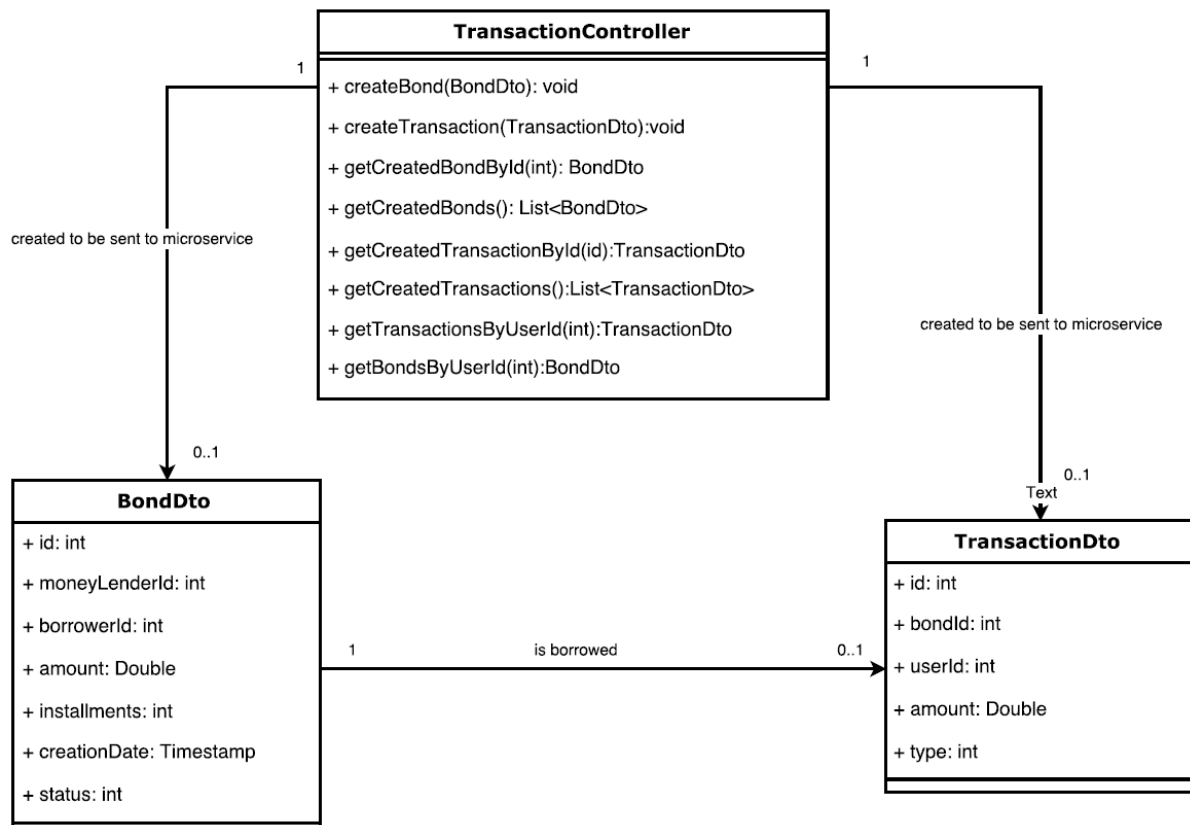 TransactionController
1
1
+ createBond(BondDto): void
+ createTransaction(TransactionDto):void
+ getCreatedBondById(int): BondDto
+ getCreatedBonds(): List<BondDto>
+ getCreatedTransactionById(id):TransactionDto
+ getCreatedTransactions():List<TransactionDto>
+ getTransactionsByUserId(int):TransactionDto
+ getBondsByUserId(int):BondDto
created to be sent to microservice
created to be sent to microservice
0..1
0..1
Text
BondDto
+ id: int
+ moneyLenderId: int
+ borrowerId: int
+ amount: Double
+ installments: int
+ creationDate: Timestamp
+ status: int
1
is borrowed
0..1
TransactionDto
+ id: int
+ bondId: int
+ userId: int
+ amount: Double
+ type: int